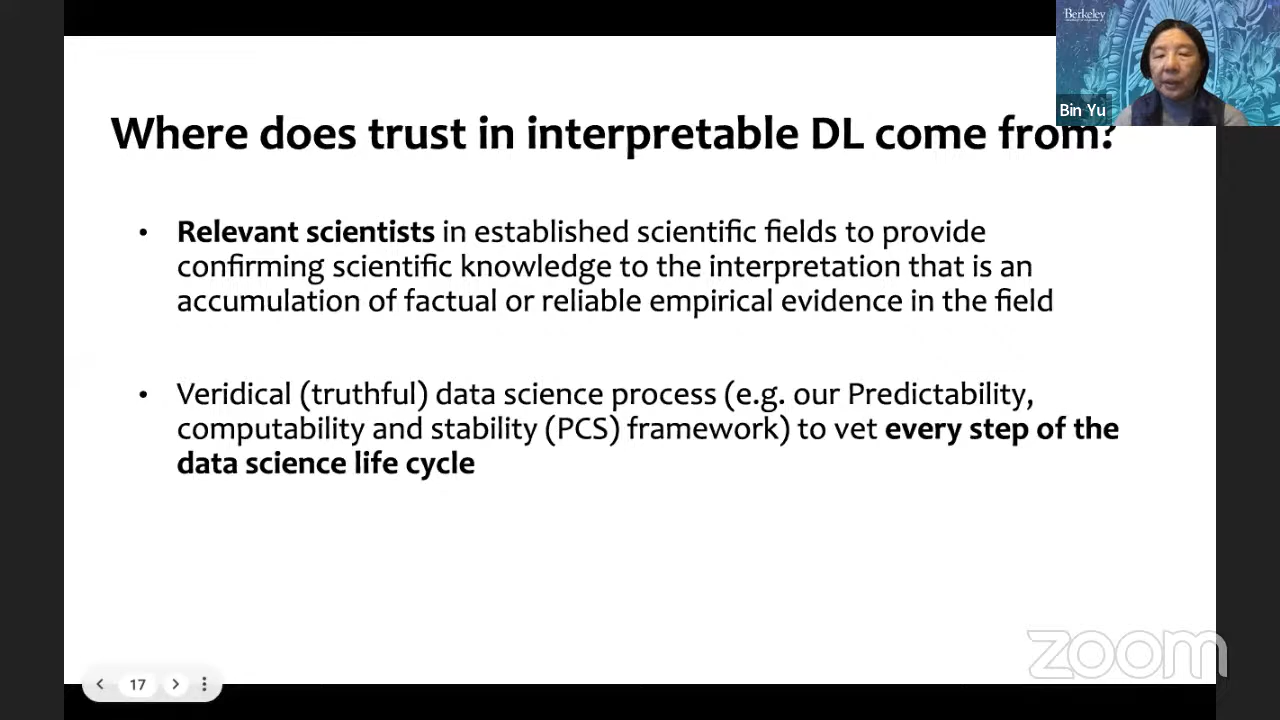 Berkeley
Bin Yu
Where does trust in interpretable DL come from?
• Relevant scientists in established scientific fields to provide
confirming scientific knowledge to the interpretation that is an
accumulation of factual or reliable empirical evidence in the field
• Veridical (truthful) data science process (e.g. our Predictability,
computability and stability (PCS) framework) to vet every step of the
data science life cycle
zoom
17